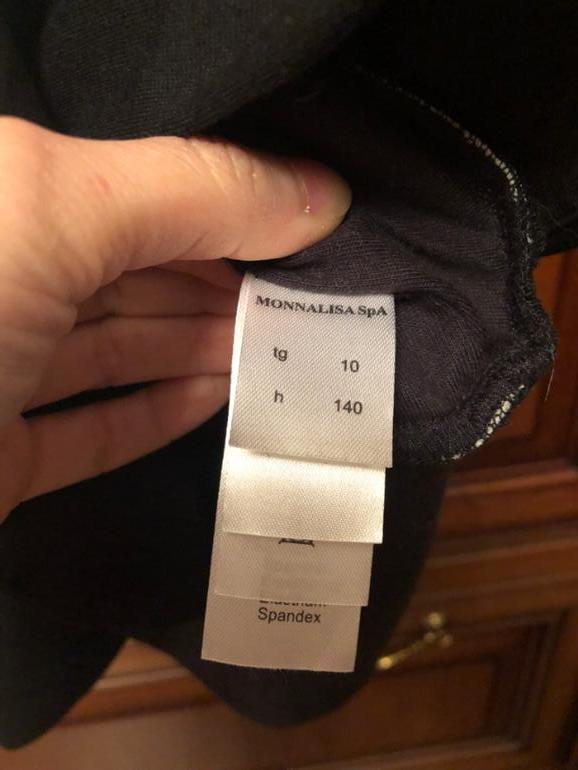 MONNALISA SpA
tg 10
h 140
Spandex